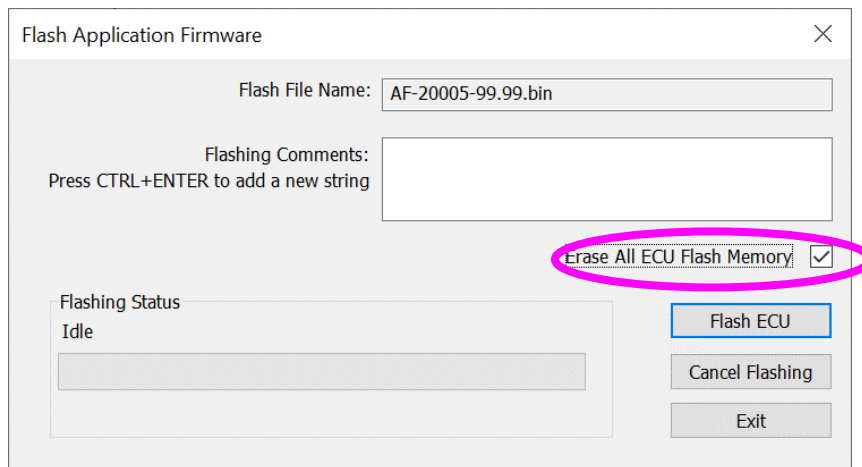 Flash Application Firmware
Flash File Name: AF-20005-99.99.bin
Flashing Comments:
Press CTRL+ENTER to add a new string
Erase All ECU Flash Memory
Flashing Status
Idle
Flash ECU
Cancel Flashing
Exit